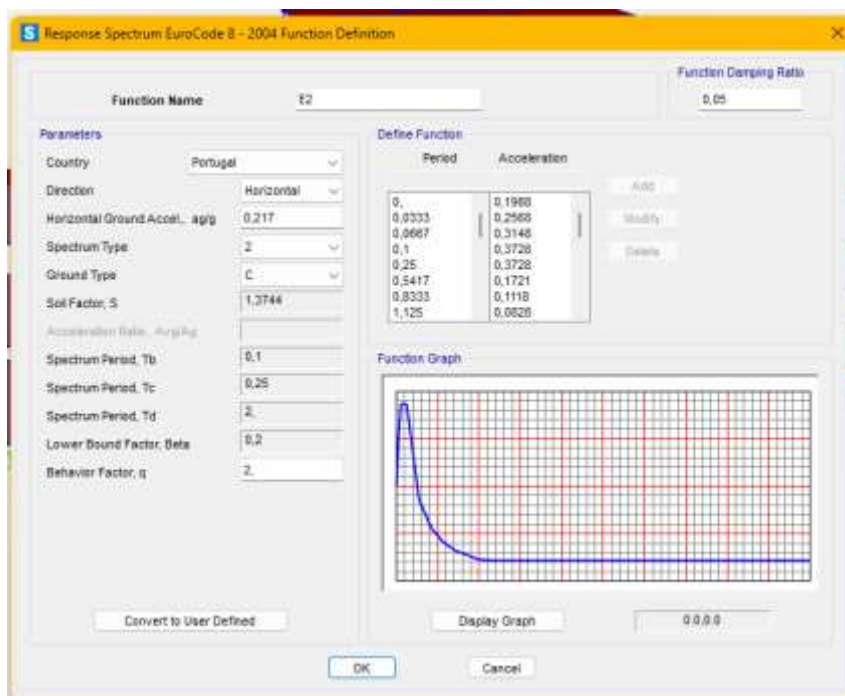 S Response Spectrum EuroCode 8 - 2004 Function Definition
Function Damping Ratio
Function Name E2 0,05
Parameters
Country Portugal
Direction Horizontal
Horizontal Ground Accel., ag/g 0,217
Spectrum Type 2
Ground Type C
Soil Factor, S 1,3744
Acceleration Ratio, Avg/Ag
Spectrum Period, Tb 0,1
Spectrum Period, Tc 0,25
Spectrum Period, Td 2,
Lower Bound Factor, Beta 0,2
Behavior Factor, q 2,
Convert to User Defined
Define Function
Period Acceleration
0, 0,1988
0,0333 0,2568
0,0667 0,3148
0,1 0,3728
0,25 0,3728
0,5417 0,1721
0,8333 0,1118
1,125 0,0828
Add
Modify
Delete
Function Graph
Display Graph
OK
Cancel